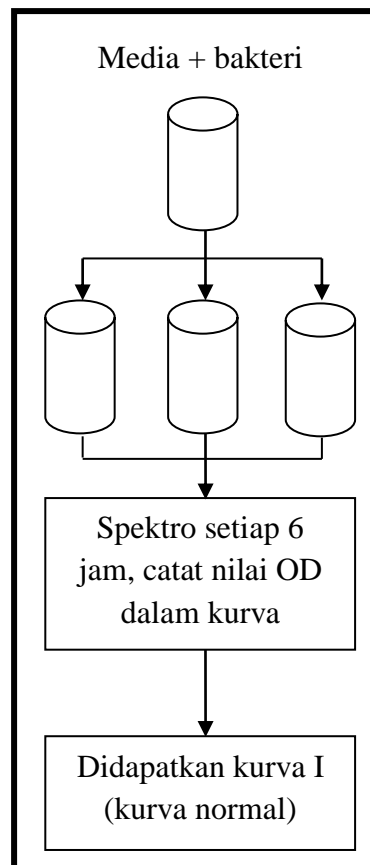 Media + bakteri
Spektro setiap 6
jam, catat nilai OD
dalam kurva
Didapatkan kurva I
(kurva normal)